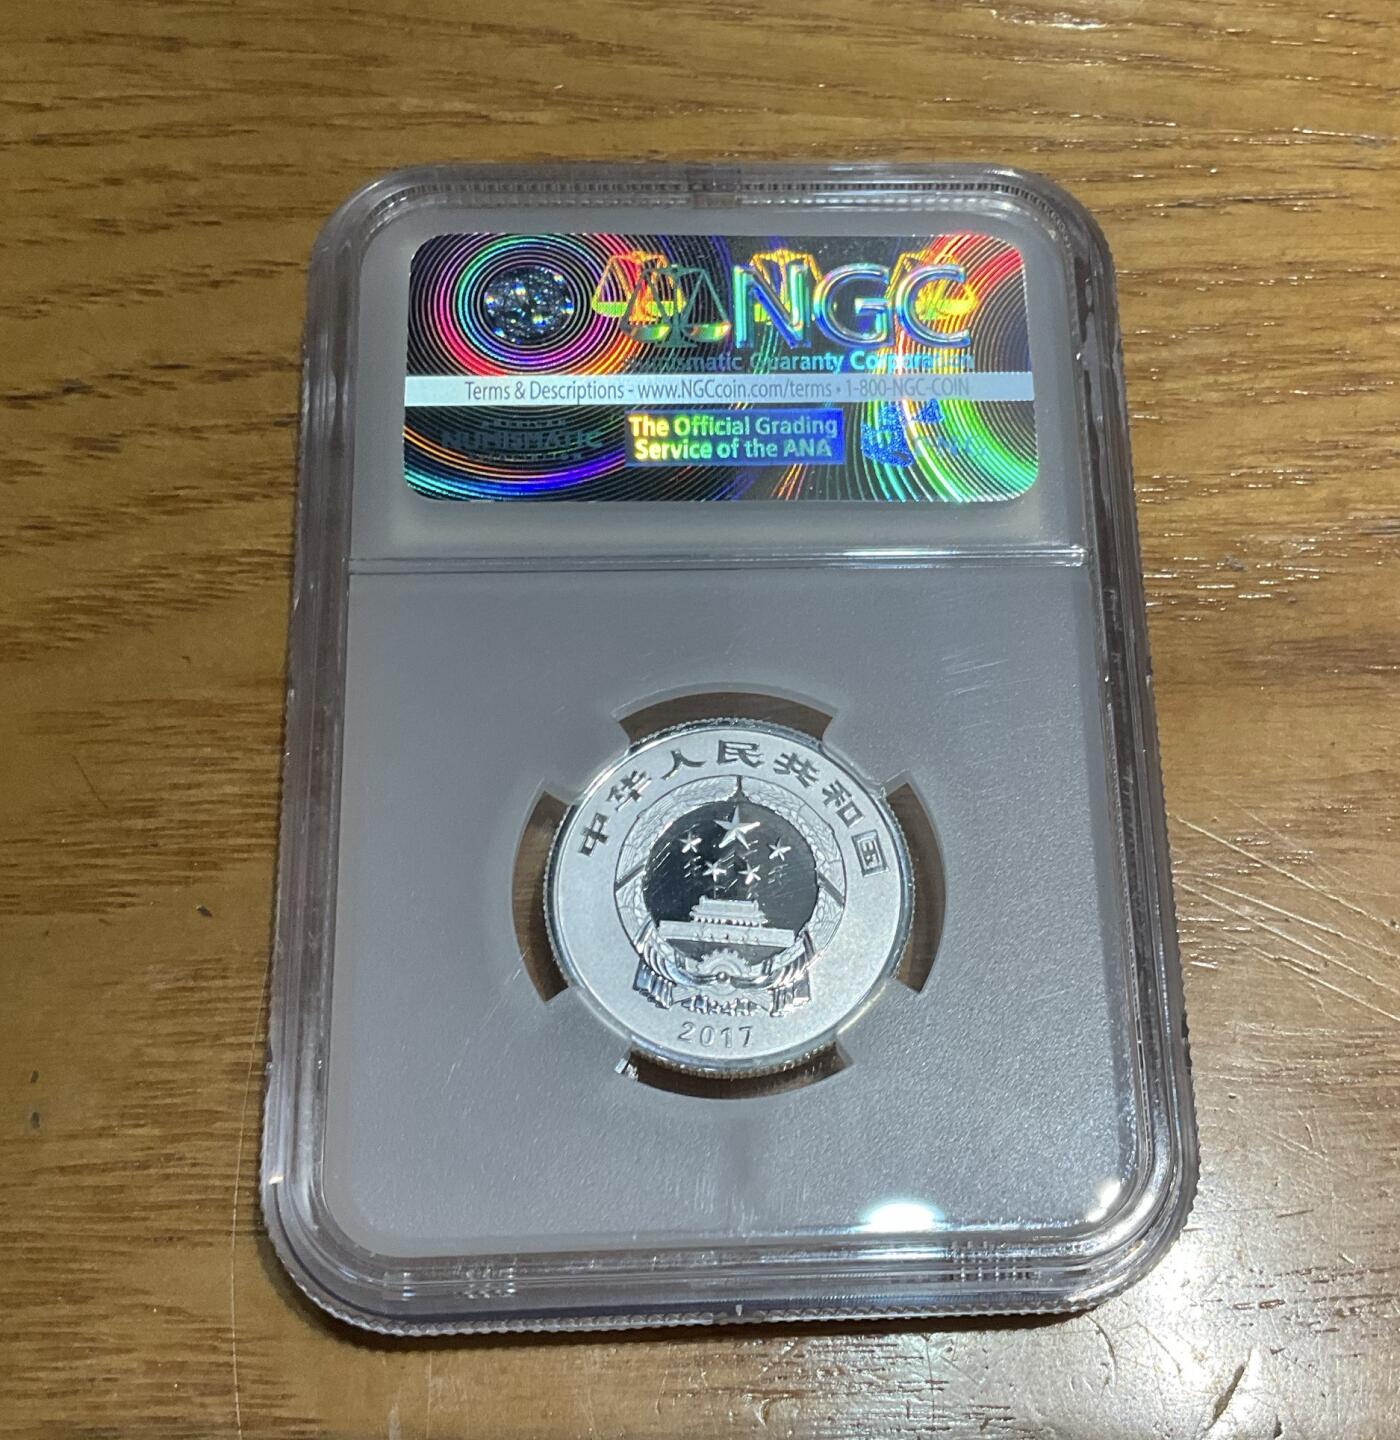 NGC
Numismatic Guaranty Corporation
Terms & Descriptions - www.NGCcoin.com/terms • 1-800-NGC-COIN
NUMISMATIC
The Official Grading
Service of the ANA
中华人民共和国
2017